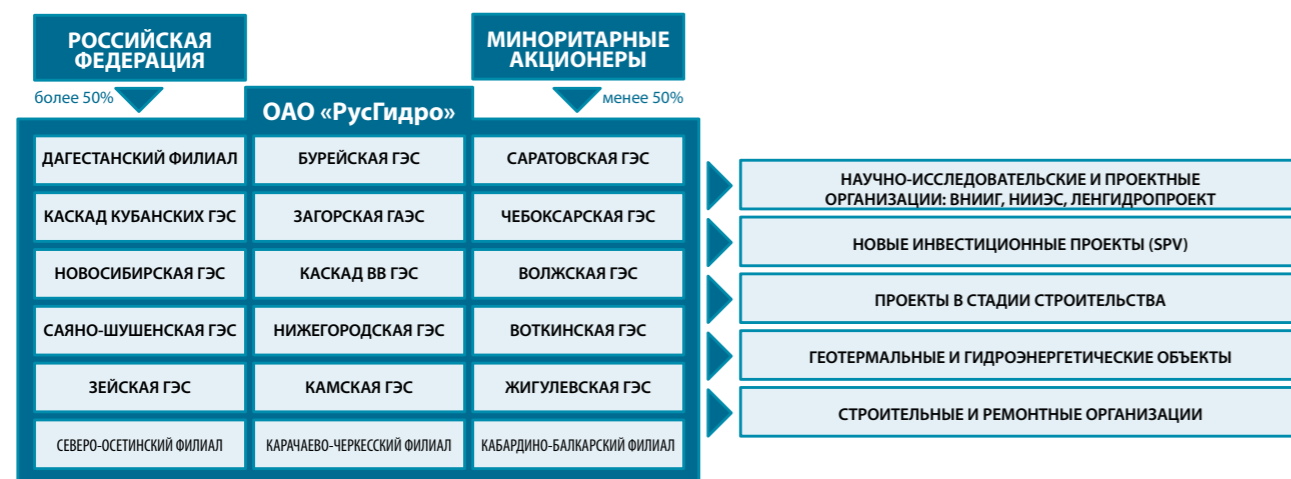 РОССИЙСКАЯ
ФЕДЕРАЦИЯ
МИНОРИТАРНЫЕ
АКЦИОНЕРЫ
более 50%
менее 50%
ОАО «РусГидро»
ДАГЕСТАНСКИЙ ФИЛИАЛ
БУРЕЙСКАЯ ГЭС
САРАТОВСКАЯ ГЭС
КАСКАД КУБАНСКИХ ГЭС
ЗАГОРСКАЯ ГАЭС
ЧЕБОКСАРСКАЯ ГЭС
НОВОСИБИРСКАЯ ГЭС
КАСКАД ВВ ГЭС
ВОЛЖСКАЯ ГЭС
САЯНО-ШУШЕНСКАЯ ГЭС
НИЖЕГОРОДСКАЯ ГЭС
ВОТКИНСКАЯ ГЭС
ЗЕЙСКАЯ ГЭС
КАМСКАЯ ГЭС
ЖИГУЛЕВСКАЯ ГЭС
СЕВЕРО-ОСЕТИНСКИЙ ФИЛИАЛ
КАРАЧАЕВО-ЧЕРКЕССКИЙ ФИЛИАЛ
КАБАРДИНО-БАЛКАРСКИЙ ФИЛИАЛ
НАУЧНО-ИССЛЕДОВАТЕЛЬСКИЕ И ПРОЕКТНЫЕ
ОРГАНИЗАЦИИ: ВНИИГ, НИИЭС, ЛЕНГИДРОПРОЕКТ
НОВЫЕ ИНВЕСТИЦИОННЫЕ ПРОЕКТЫ (SPV)
ПРОЕКТЫ В СТАДИИ СТРОИТЕЛЬСТВА
ГЕОТЕРМАЛЬНЫЕ И ГИДРОЭНЕРГЕТИЧЕСКИЕ ОБЪЕКТЫ
СТРОИТЕЛЬНЫЕ И РЕМОНТНЫЕ ОРГАНИЗАЦИИ